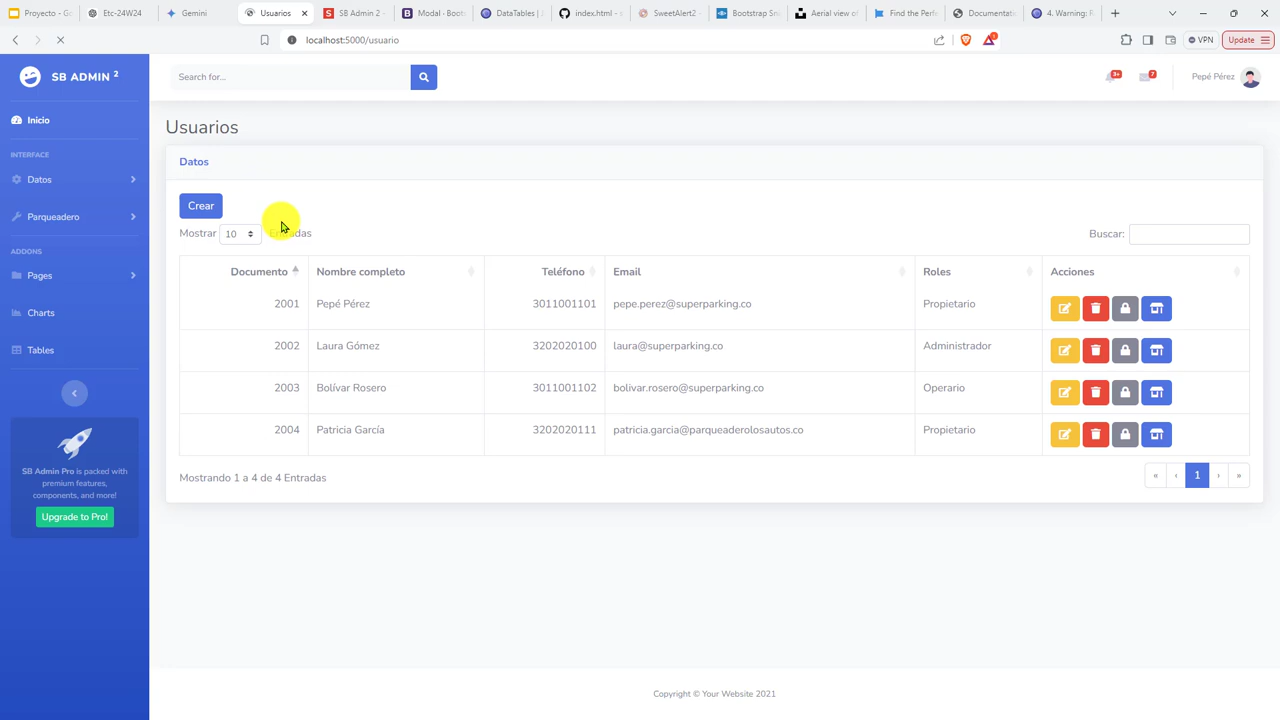 Proyecto - G
Etc-24W24
Gemini
Usuarios
SB Admin 2 -
Modal · Boots
DataTables | J
index.html - s
SweetAlert2 -
Bootstrap Sni
Aerial view of
Find the Perfe
Documentati
4. Warning: R
localhost:5000/usuario
VPN
Update
SB ADMIN 2
Search for...
3+
7
Pepé Pérez
Inicio
INTERFACE
Datos
Parqueadero
ADDONS
Pages
Charts
Tables
SB Admin Pro is packed with
premium features,
components, and more!
Upgrade to Pro!
Usuarios
Datos
Crear
Mostrar 10 Entradas
Buscar:
Documento Nombre completo Teléfono Email Roles Acciones
2001 Pepé Pérez 3011001101 pepe.perez@superparking.co Propietario
2002 Laura Gómez 3202020100 laura@superparking.co Administrador
2003 Bolívar Rosero 3011001102 bolivar.rosero@superparking.co Operario
2004 Patricia García 3202020111 patricia.garcia@parqueaderolosautos.co Propietario
Mostrando 1 a 4 de 4 Entradas
« ‹ 1 › »
Copyright © Your Website 2021